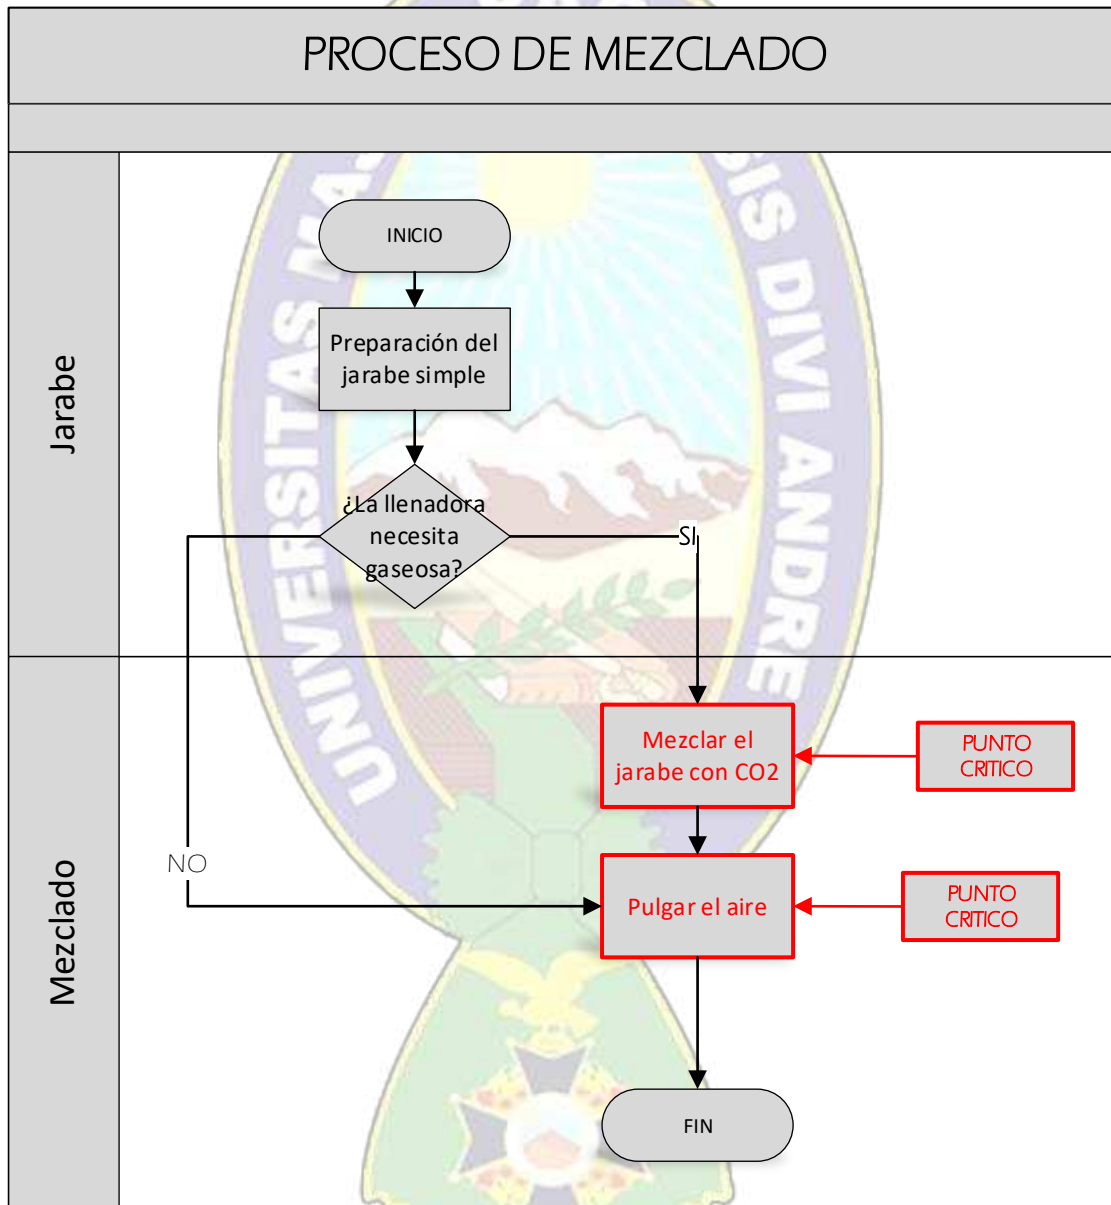 PROCESO DE MEZCLADO
Jarabe
INICIO
Preparación del
jarabe simple
¿La llenadora
necesita
gaseosa?
SI
Mezclado
Mezclar el
jarabe con CO2
PUNTO
CRITICO
NO
Pulgar el aire
PUNTO
CRITICO
FIN
UNIVERSITAS MA
SIS DIVI ANDRE